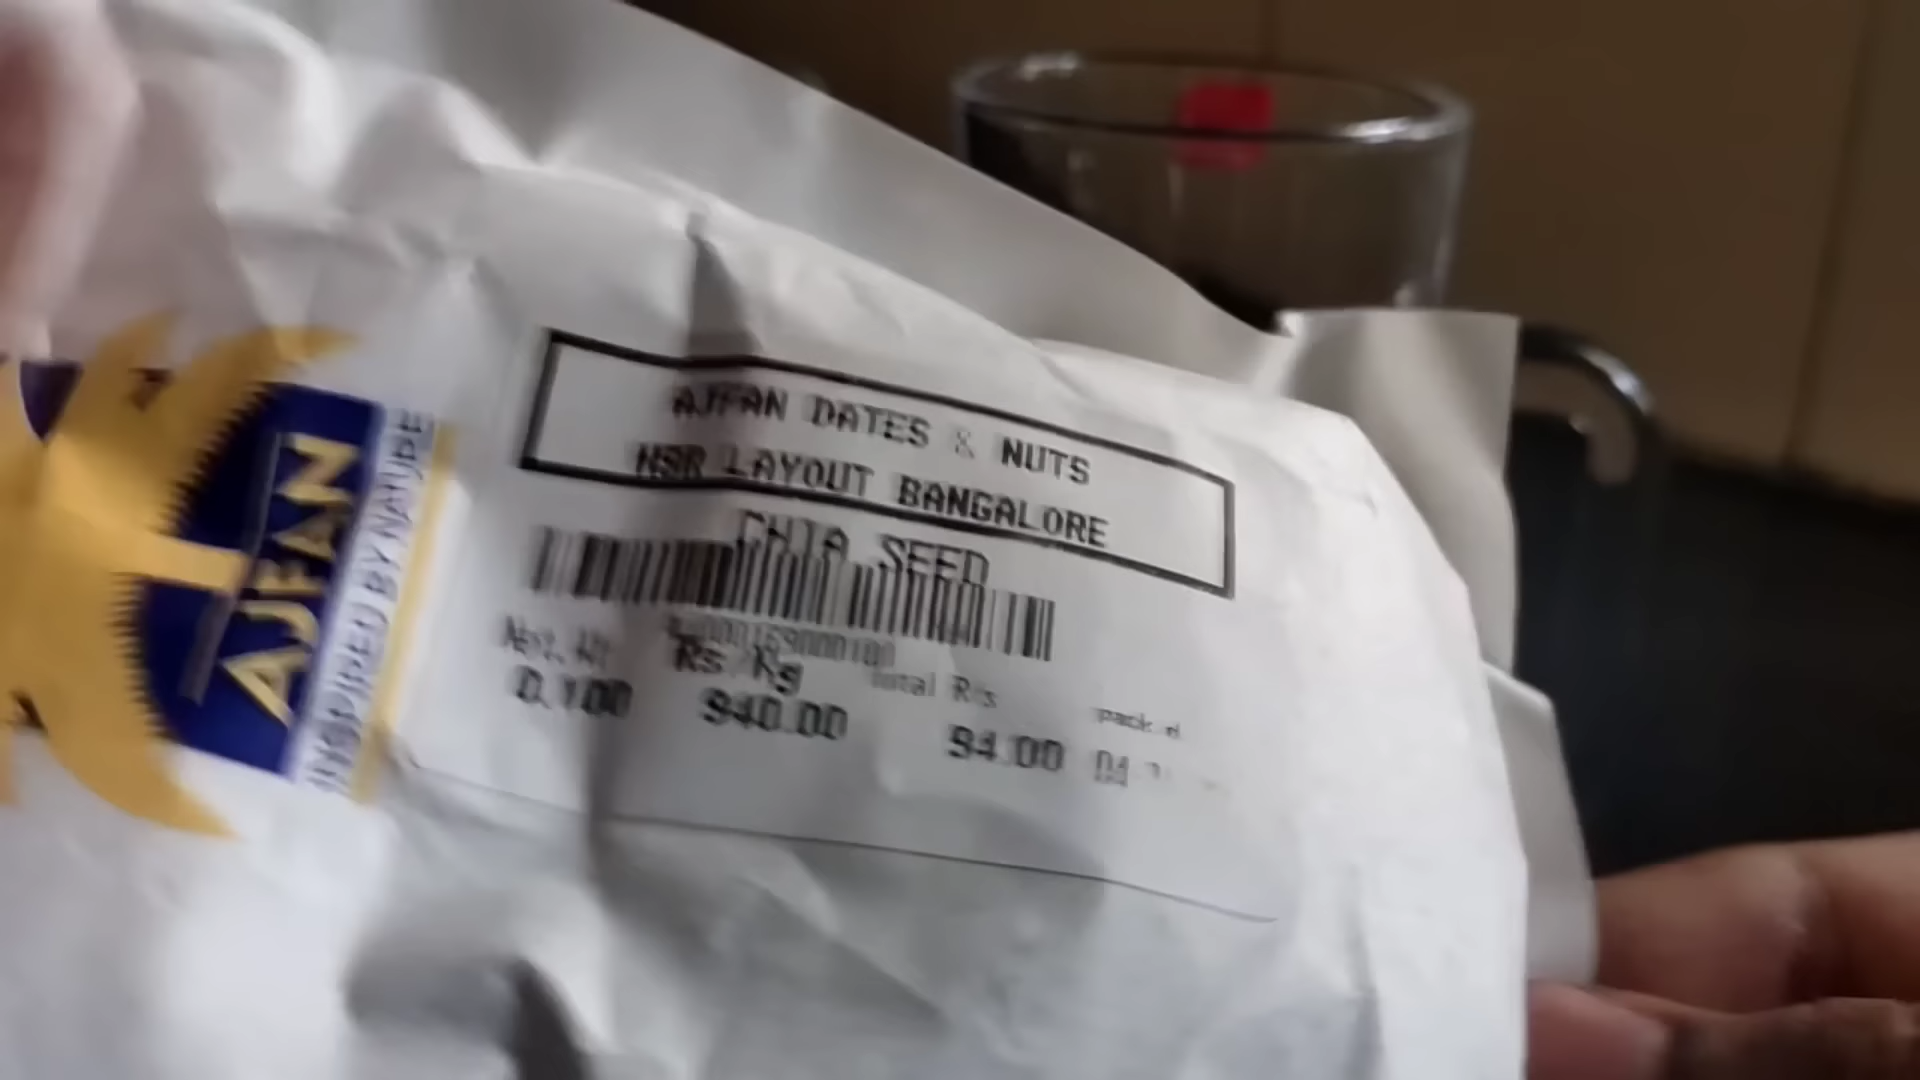 AJFAN
INSPIRED BY NATURE
AJFAN DATES & NUTS
HSR LAYOUT BANGALORE
CHIA SEED
Net.Wt Rs/Kg Total Rs
0.100 940.00 94.00